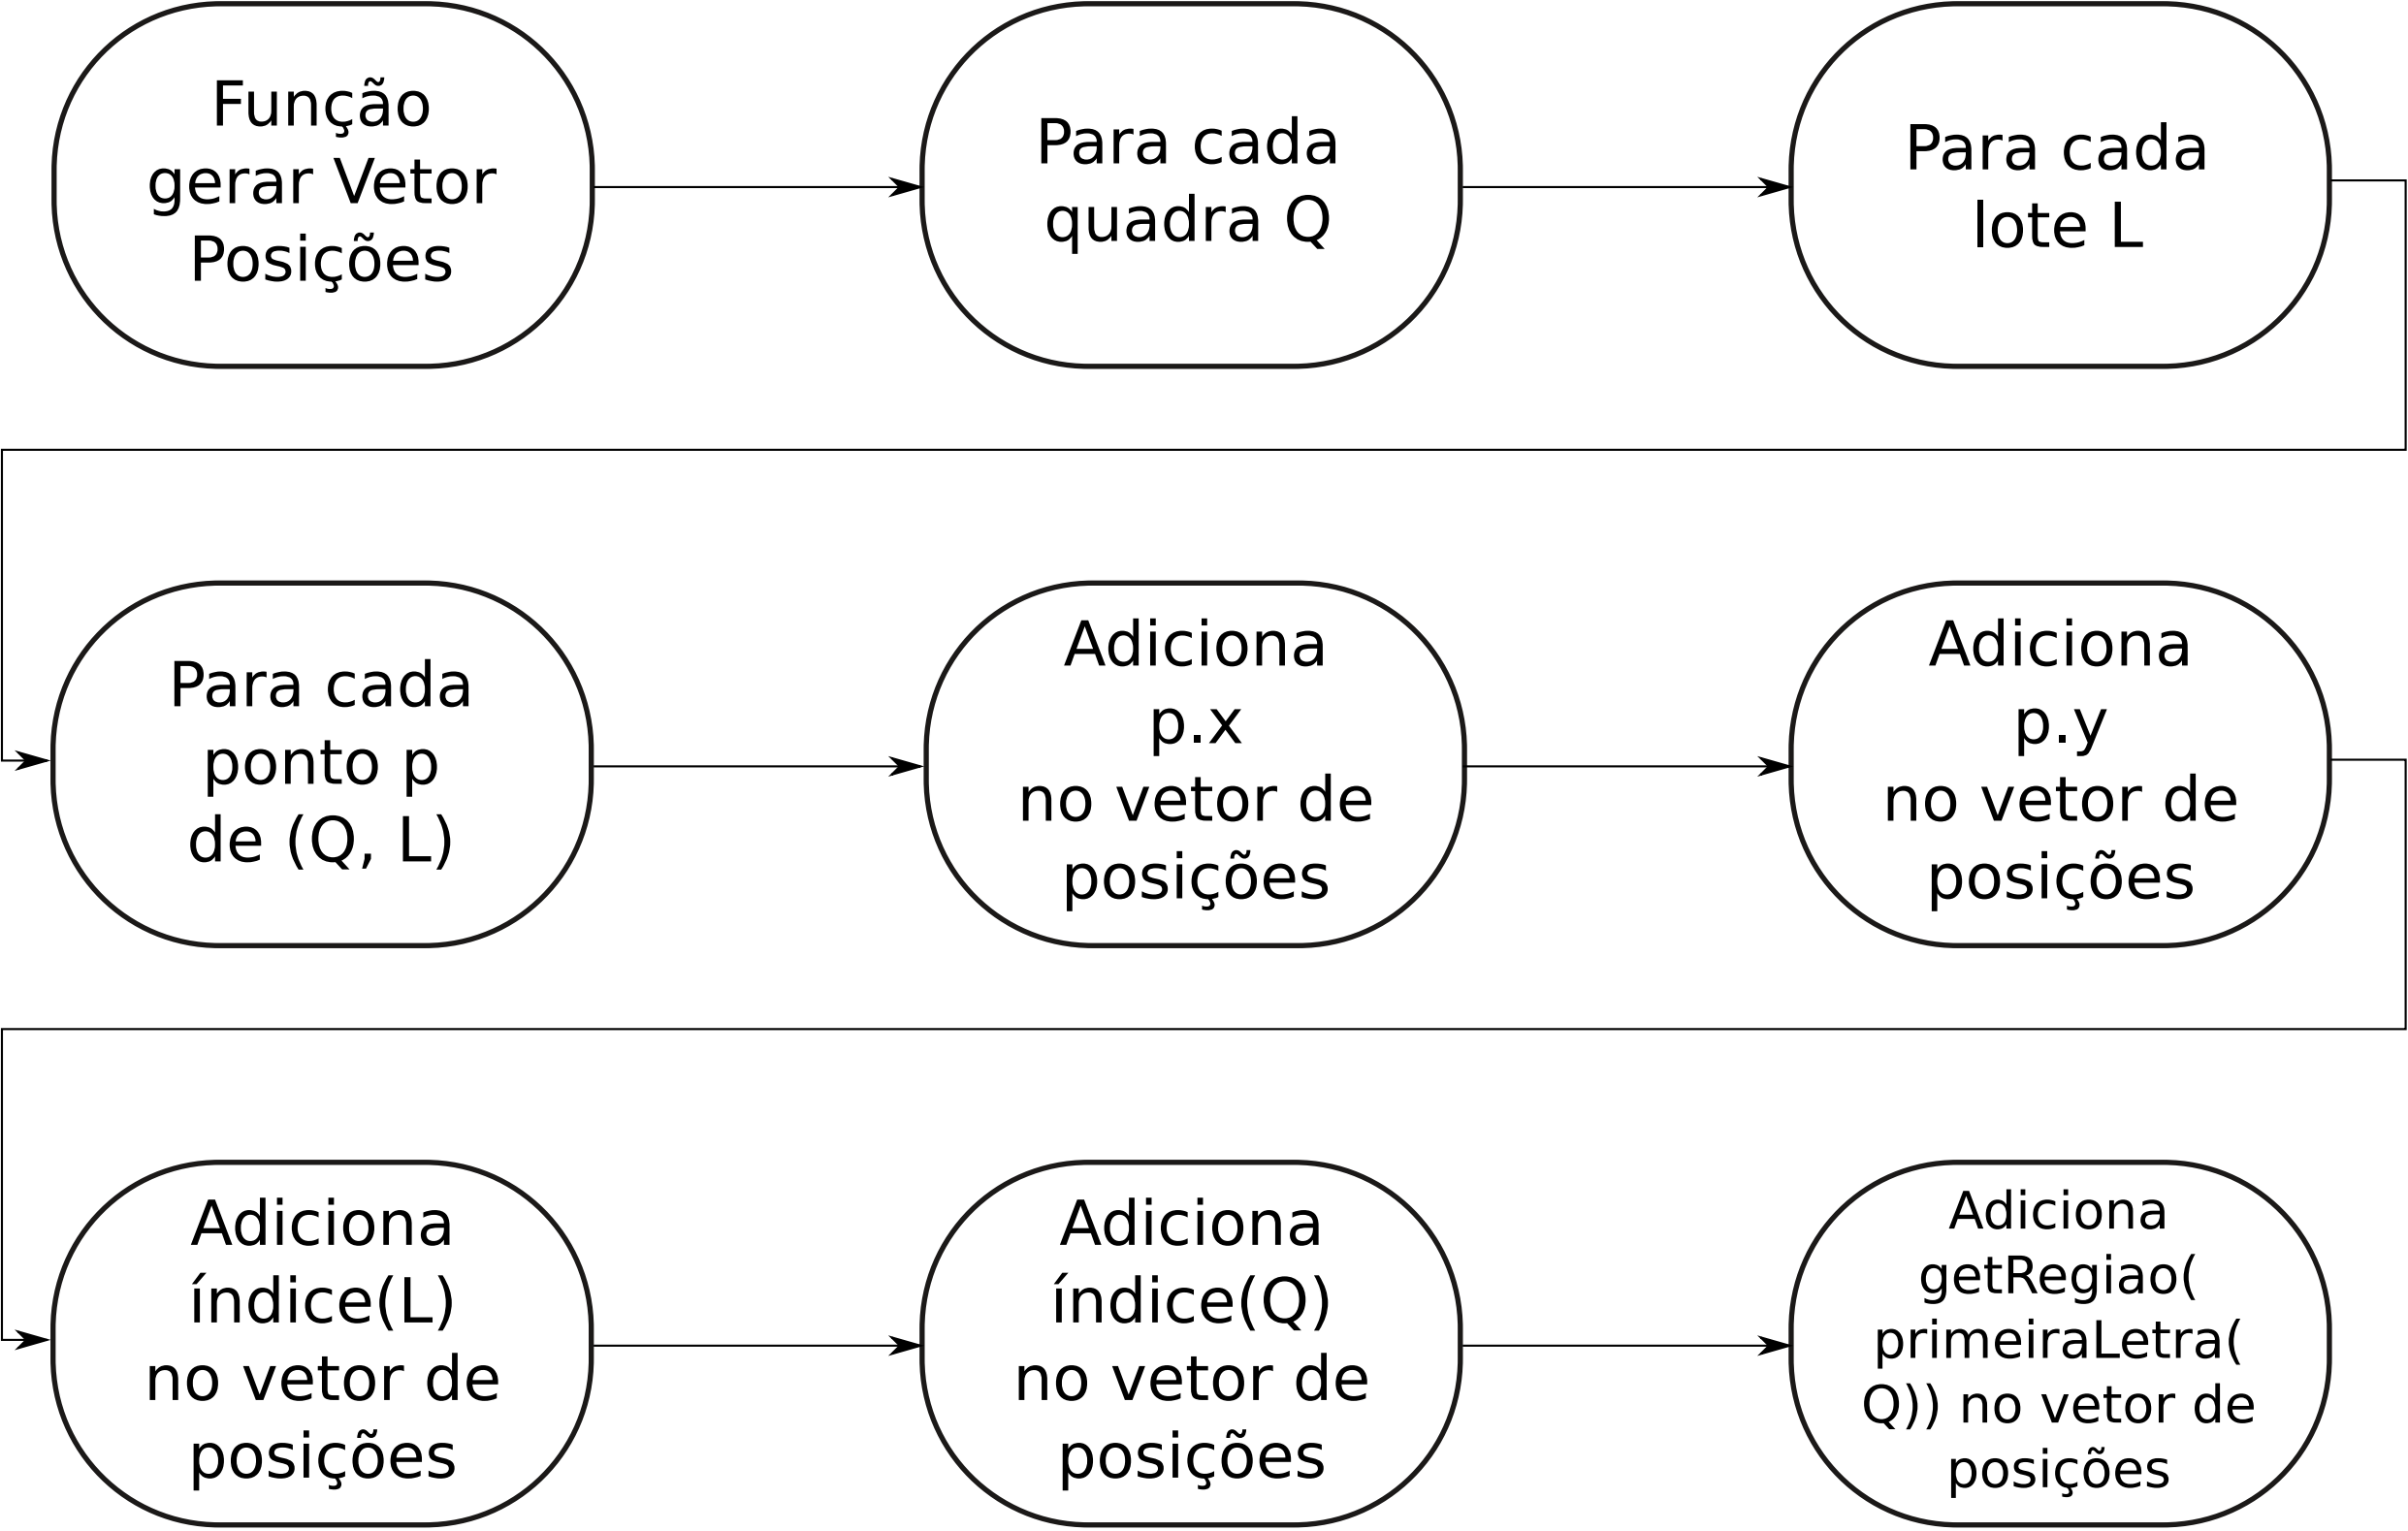 Função
gerar Vetor
Posições
Para cada
quadra Q
Para cada
lote L
Para cada
ponto p
de (Q, L)
Adiciona
p.x
no vetor de
posições
Adiciona
p.y
no vetor de
posições
Adiciona
índice(L)
no vetor de
posições
Adiciona
índice(Q)
no vetor de
posições
Adiciona
getRegiao(
primeiraLetra(
Q)) no vetor de
posições